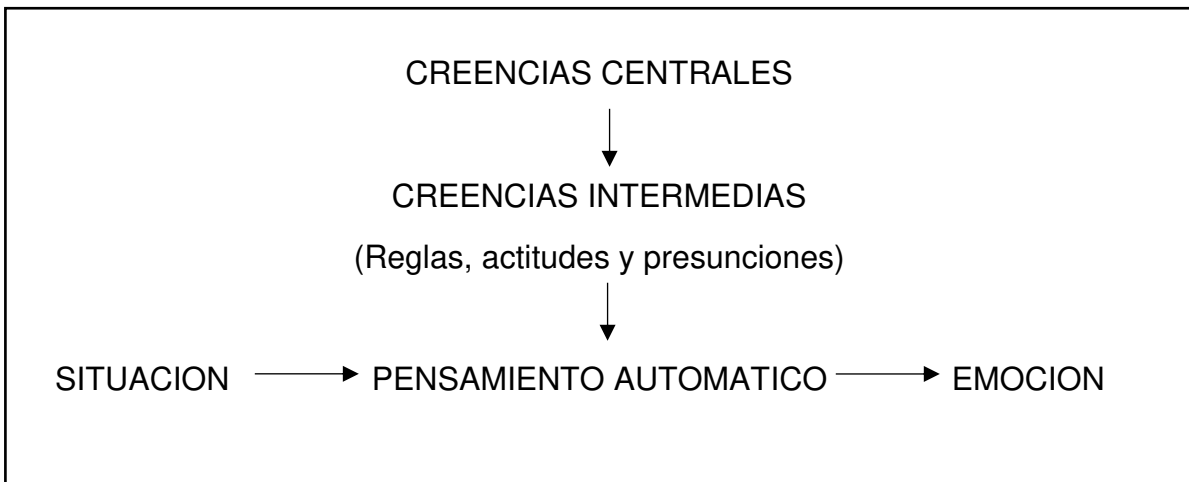 CREENCIAS CENTRALES
CREENCIAS INTERMEDIAS
(Reglas, actitudes y presunciones)
SITUACION PENSAMIENTO AUTOMATICO EMOCION